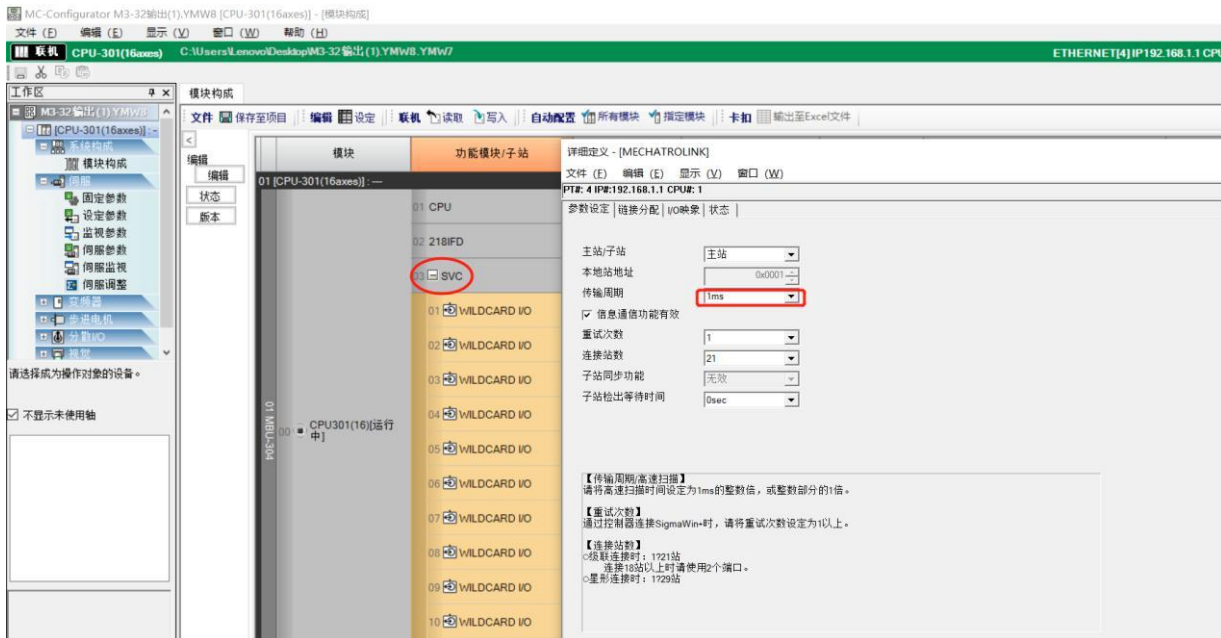 MC-Configurator M3-32输出(1).YMW8 [CPU-301(16axes)] - [模块构成]
文件 (F) 编辑 (E) 显示 (V) 窗口 (W) 帮助 (H)
联机 CPU-301(16axes) C:\Users\Lenovo\Desktop\M3-32输出(1).YMW8.YMW7 ETHERNET[4]IP192.168.1.1 CPU
工作区
M3-32输出(1).YMW8
[CPU-301(16axes)] : -
系统构成
模块构成
伺服
固定参数
设定参数
监视参数
伺服参数
伺服监视
伺服调整
变频器
步进电机
分散I/O
视觉
请选择成为操作对象的设备。
不显示未使用轴
模块构成
文件 保存至项目 编辑 设定 联机 读取 写入 自动配置 所有模块 指定模块 卡扣 输出至Excel文件
<
编辑
编辑
状态
版本
模块 功能模块/子站
01 [CPU-301(16axes)] : ---
01 MBU-304
00 CPU301(16)[运行中]
01 CPU
02 218IFD
03 SVC
01 WILDCARD I/O
02 WILDCARD I/O
03 WILDCARD I/O
04 WILDCARD I/O
05 WILDCARD I/O
06 WILDCARD I/O
07 WILDCARD I/O
08 WILDCARD I/O
09 WILDCARD I/O
10 WILDCARD I/O
详细定义 - [MECHATROLINK]
文件 (F) 编辑 (E) 显示 (V) 窗口 (W)
PT#: 4 IP#:192.168.1.1 CPU#: 1
参数设定 链接分配 I/O映象 状态
主站/子站 主站
本地站地址 0x0001
传输周期 1ms
信息通信功能有效
重试次数 1
连接站数 21
子站同步功能 无效
子站检出等待时间 0sec
【传输周期/高速扫描】
请将高速扫描时间设定为1ms的整数倍，或整数部分的1倍。
【重试次数】
通过控制器连接SigmaWin+时，请将重试次数设定为1以上。
【连接站数】
○级联连接时：1?21站
连接18站以上时请使用2个端口。
○星形连接时：1?29站